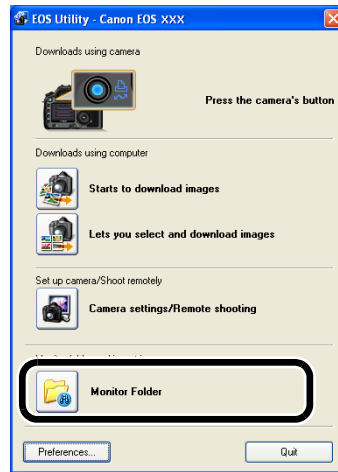 EOS Utility - Canon EOS XXX
Downloads using camera
Press the camera's button
Downloads using computer
Starts to download images
Lets you select and download images
Set up camera/Shoot remotely
Camera settings/Remote shooting
Monitor Folder
Preferences...
Quit